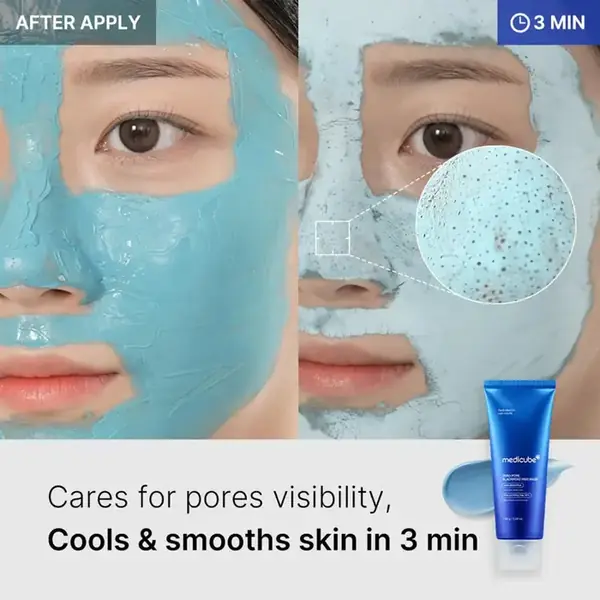 AFTER APPLY
3 MIN
medicube
Cares for pores visibility,
Cools & smooths skin in 3 min